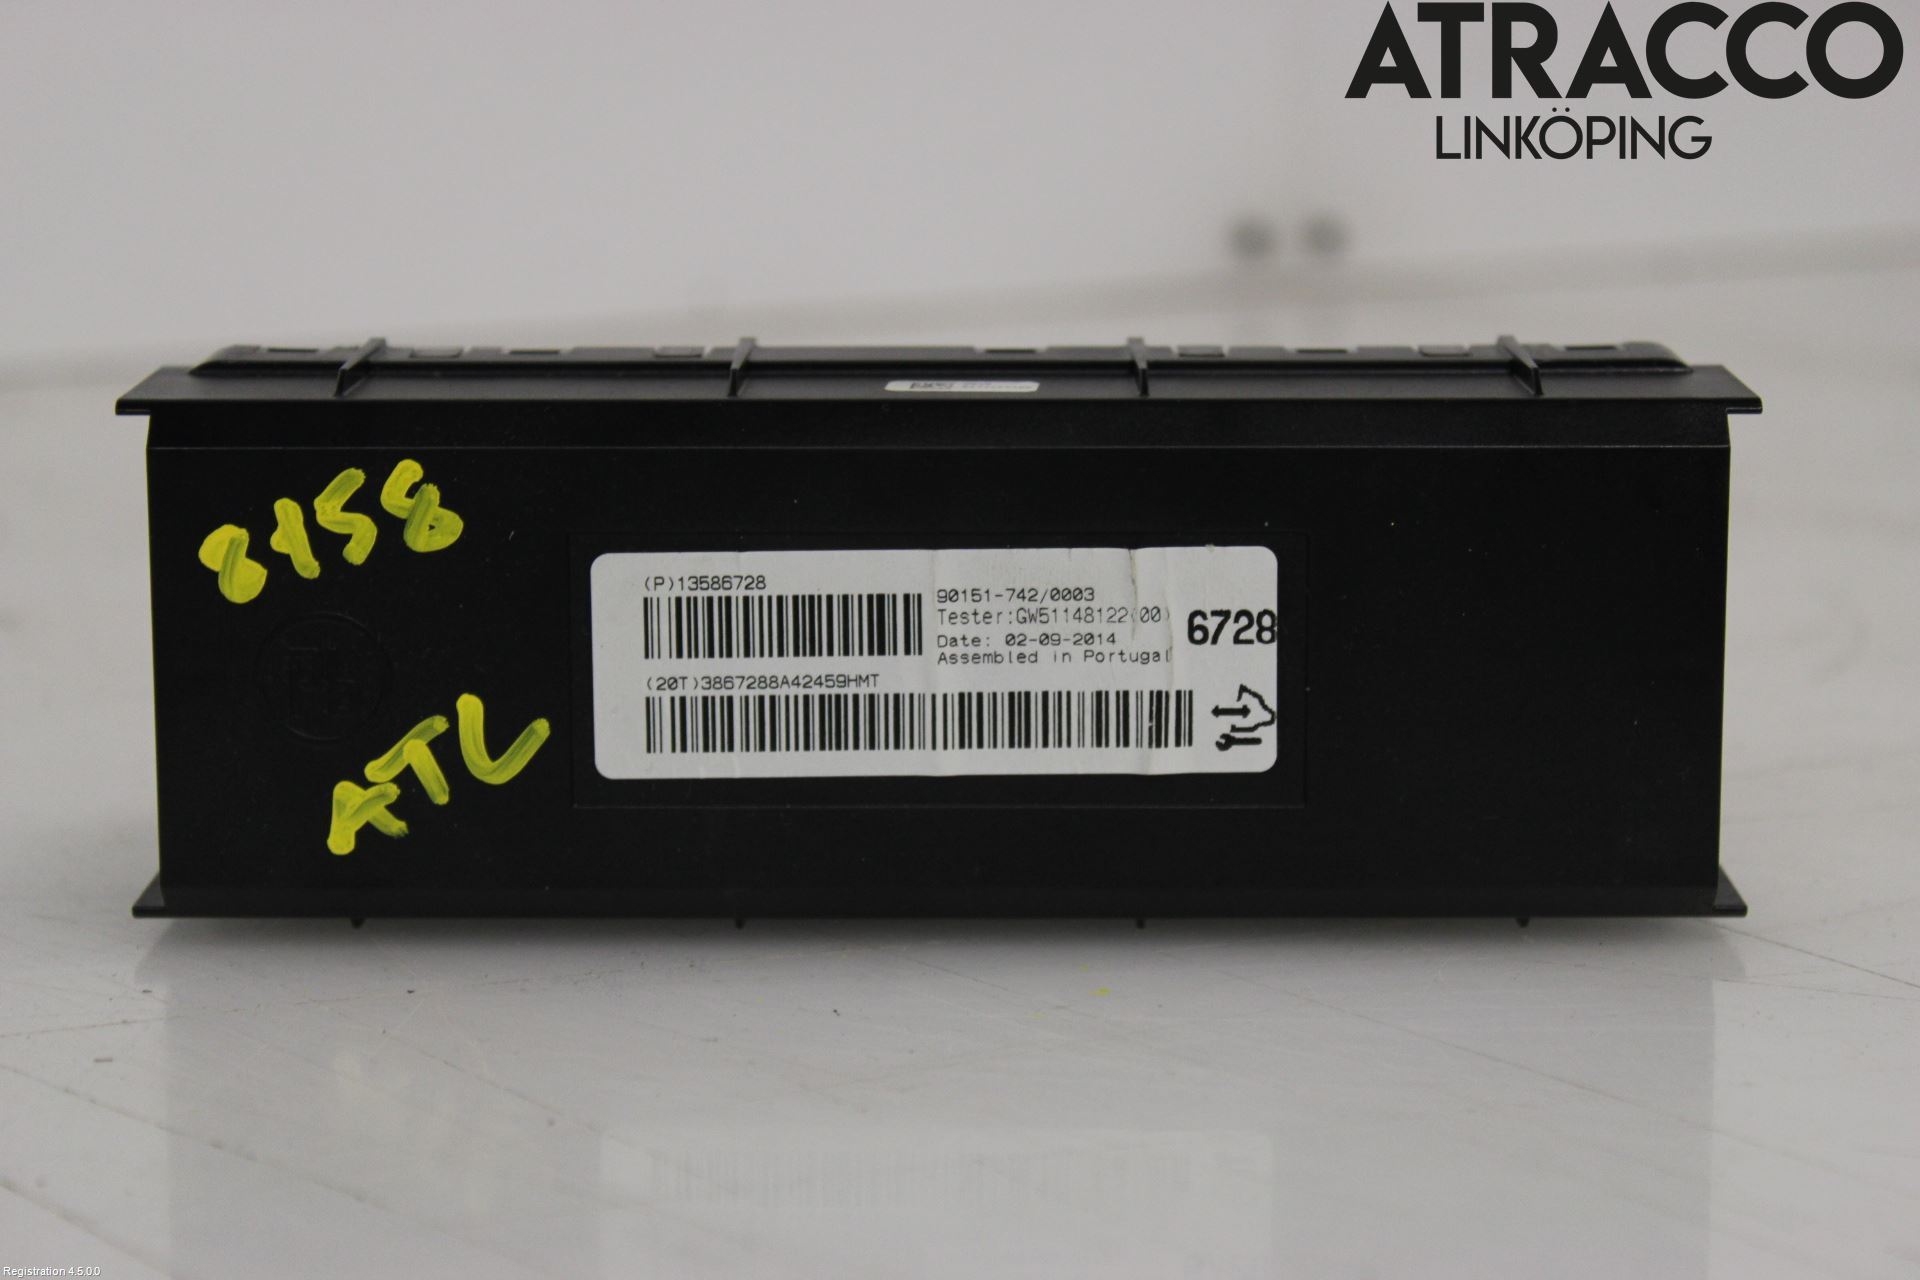 ATRACCO
LINKÖPING
8158
ATL
(P)13586728
90151-742/0003
Tester:GW51148122(00)
Date: 02-09-2014
Assembled in Portugal
6728
(20T)3867288A42459HMT
Registration 4.5.0.0